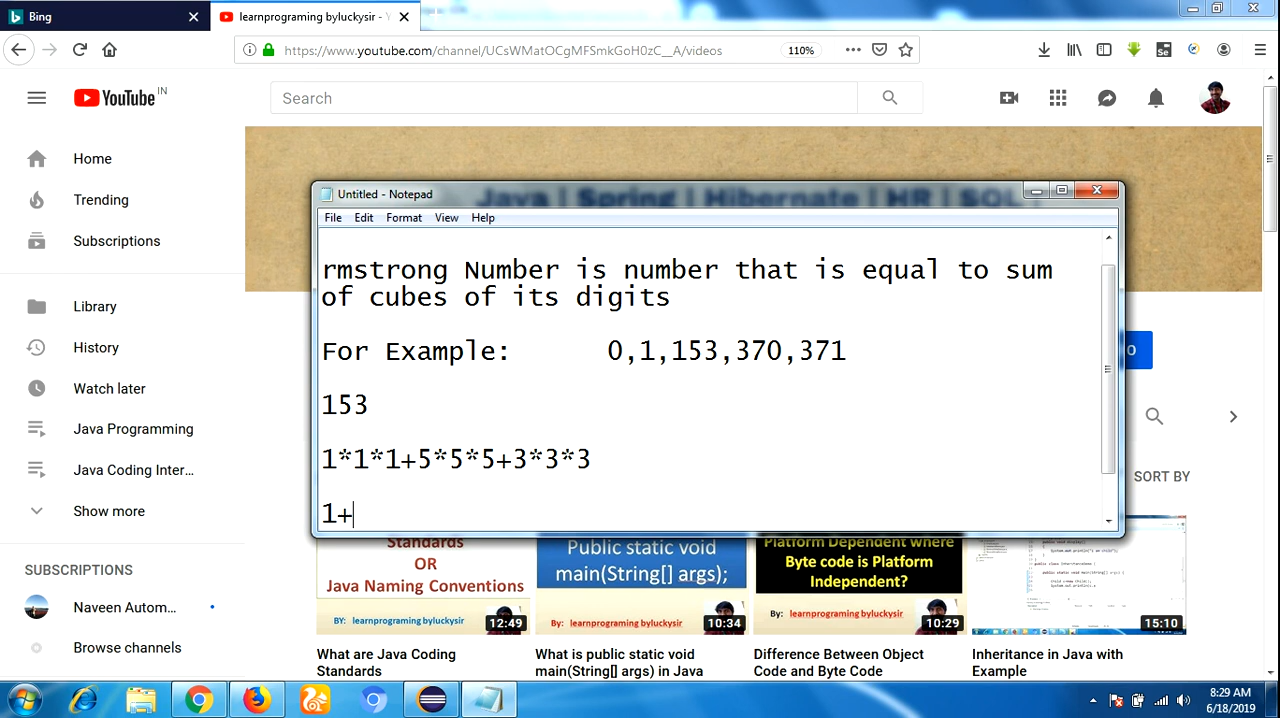 Bing
learnprograming byluckysir - Y
https://www.youtube.com/channel/UCsWMatOCgMFSmkGoH0zC__A/videos
110%
YouTube IN
Search
Home
Trending
Subscriptions
Library
History
Watch later
Java Programming
Java Coding Inter...
Show more
SUBSCRIPTIONS
Naveen Autom...
Browse channels
Untitled - Notepad
File Edit Format View Help
rmstrong Number is number that is equal to sum
of cubes of its digits
For Example: 0,1,153,370,371
153
1*1*1+5*5*5+3*3*3
1+
SORT BY
Standards
OR
Java Naming Conventions
BY: learnprograming byluckysir
12:49
What are Java Coding
Standards
Public static void
main(String[] args);
By: learnprograming byluckysir
10:34
What is public static void
main(String[] args) in Java
Platform Dependent where
Byte code is Platform
Independent?
By: learnprograming byluckysir
10:29
Difference Between Object
Code and Byte Code
15:10
Inheritance in Java with
Example
8:29 AM
6/18/2019